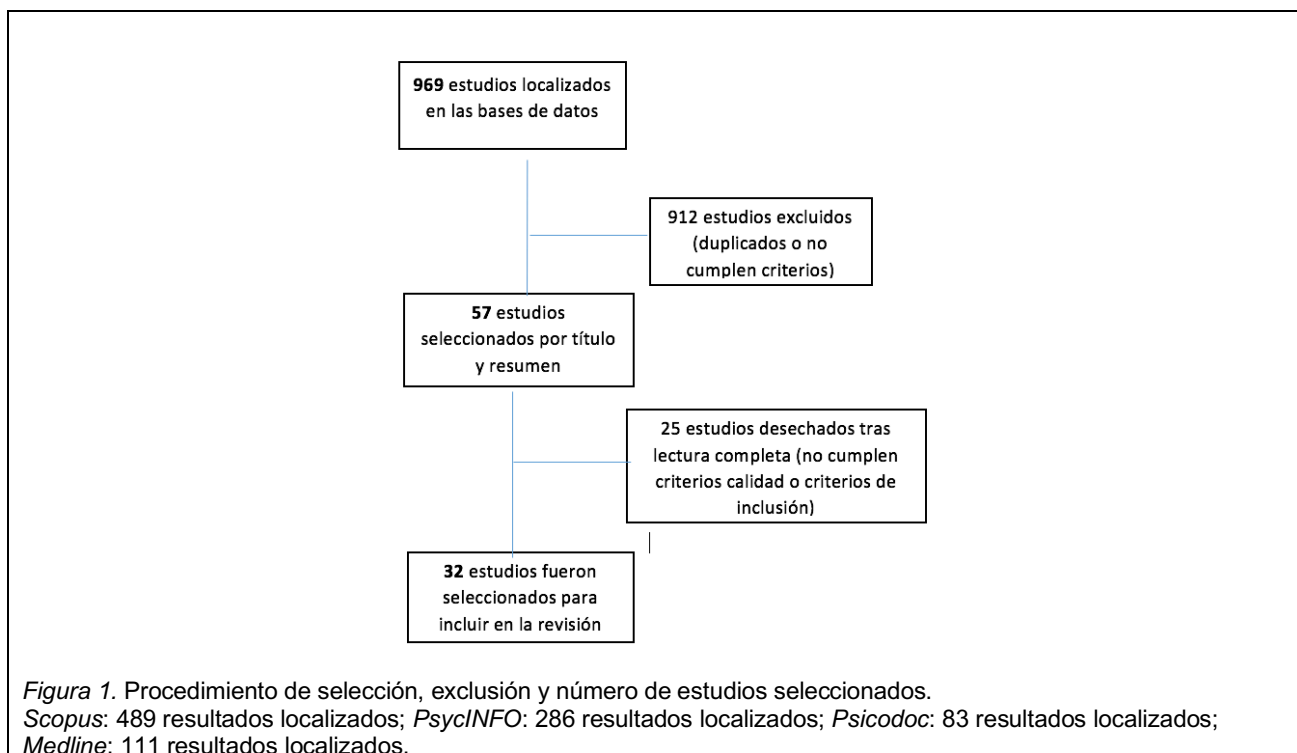 969 estudios localizados
en las bases de datos
912 estudios excluidos
(duplicados o no
cumplen criterios)
57 estudios
seleccionados por título
y resumen
25 estudios desechados tras
lectura completa (no cumplen
criterios calidad o criterios de
inclusión)
32 estudios fueron
seleccionados para
incluir en la revisión
Figura 1. Procedimiento de selección, exclusión y número de estudios seleccionados.
Scopus: 489 resultados localizados; PsycINFO: 286 resultados localizados; Psicodoc: 83 resultados localizados;
Medline: 111 resultados localizados.